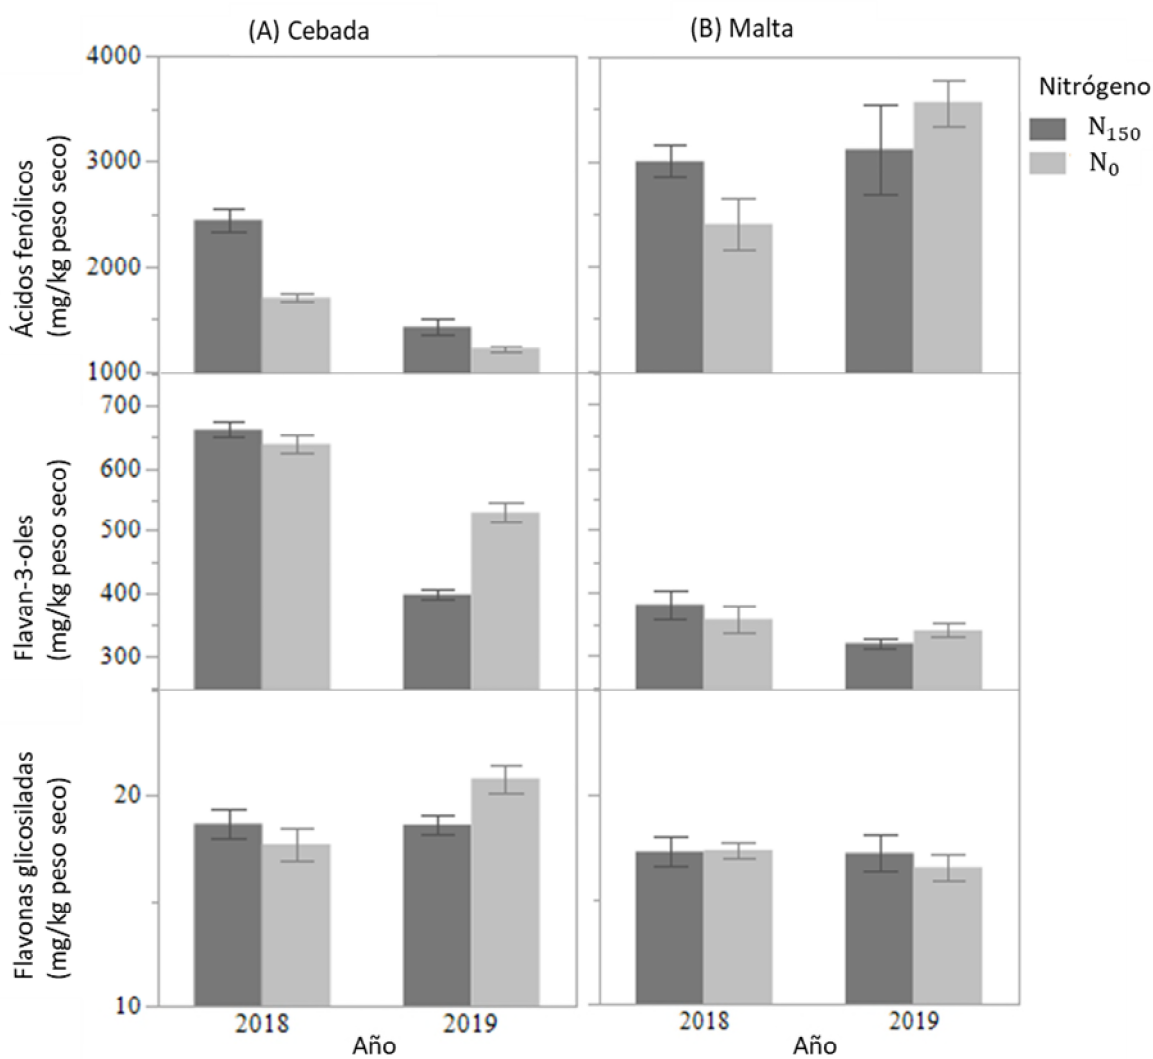 (A) Cebada
(B) Malta
Nitrógeno
N₁₅₀
N₀
Ácidos fenólicos
(mg/kg peso seco)
4000
3000
2000
1000
Flavan-3-oles
(mg/kg peso seco)
700
600
500
400
300
Flavonas glicosiladas
(mg/kg peso seco)
20
10
2018
2019
2018
2019
Año
Año